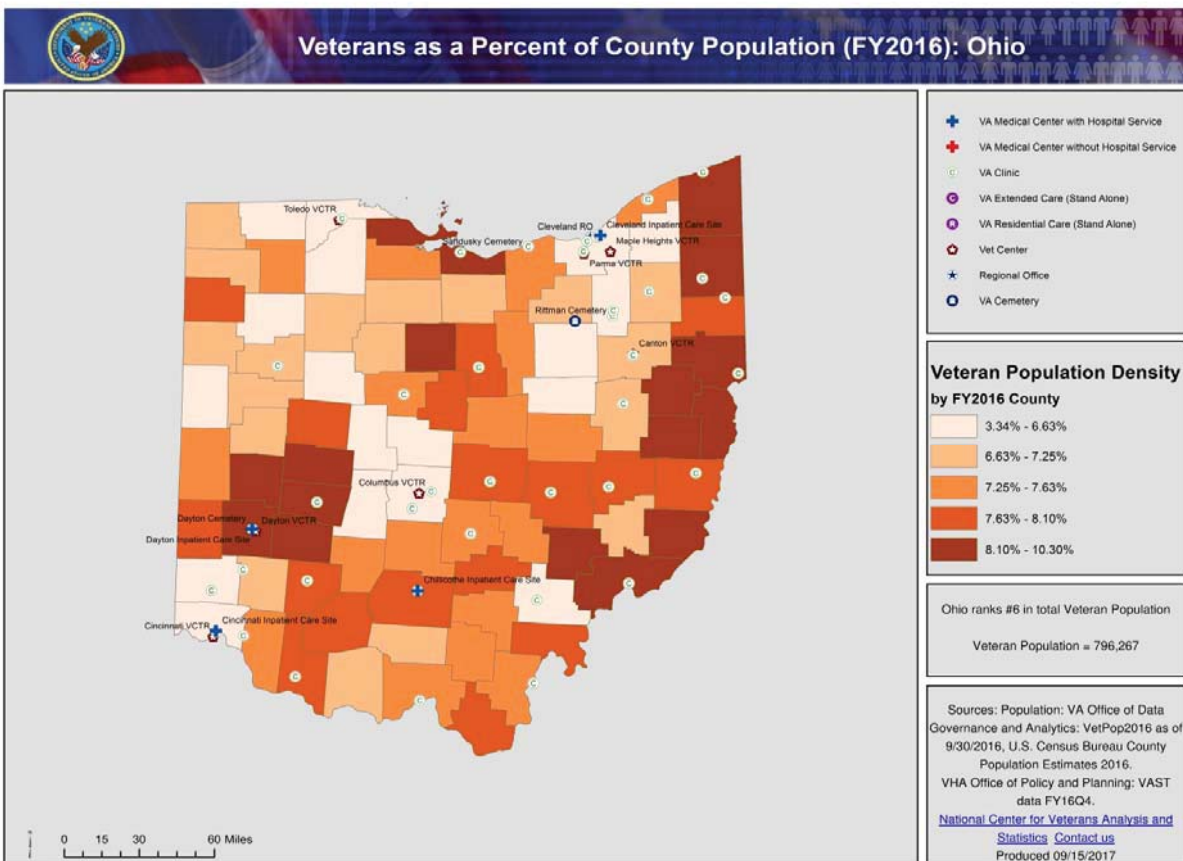 Veterans as a Percent of County Population (FY2016): Ohio
VA Medical Center with Hospital Service
VA Medical Center without Hospital Service
C VA Clinic
C VA Extended Care (Stand Alone)
R VA Residential Care (Stand Alone)
Vet Center
Regional Office
VA Cemetery
Toledo VCTR
Cleveland RO
Cleveland Inpatient Care Site
Sandusky Cemetery
Maple Heights VCTR
Parma VCTR
Rittman Cemetery
Canton VCTR
Columbus VCTR
Dayton Cemetery
Dayton VCTR
Dayton Inpatient Care Site
Chillicothe Inpatient Care Site
Cincinnati VCTR
Cincinnati Inpatient Care Site
0 15 30 60 Miles
Veteran Population Density
by FY2016 County
3.34% - 6.63%
6.63% - 7.25%
7.25% - 7.63%
7.63% - 8.10%
8.10% - 10.30%
Ohio ranks #6 in total Veteran Population
Veteran Population = 796,267
Sources: Population: VA Office of Data
Governance and Analytics: VetPop2016 as of
9/30/2016, U.S. Census Bureau County
Population Estimates 2016.
VHA Office of Policy and Planning: VAST
data FY16Q4.
National Center for Veterans Analysis and
Statistics Contact us
Produced 09/15/2017